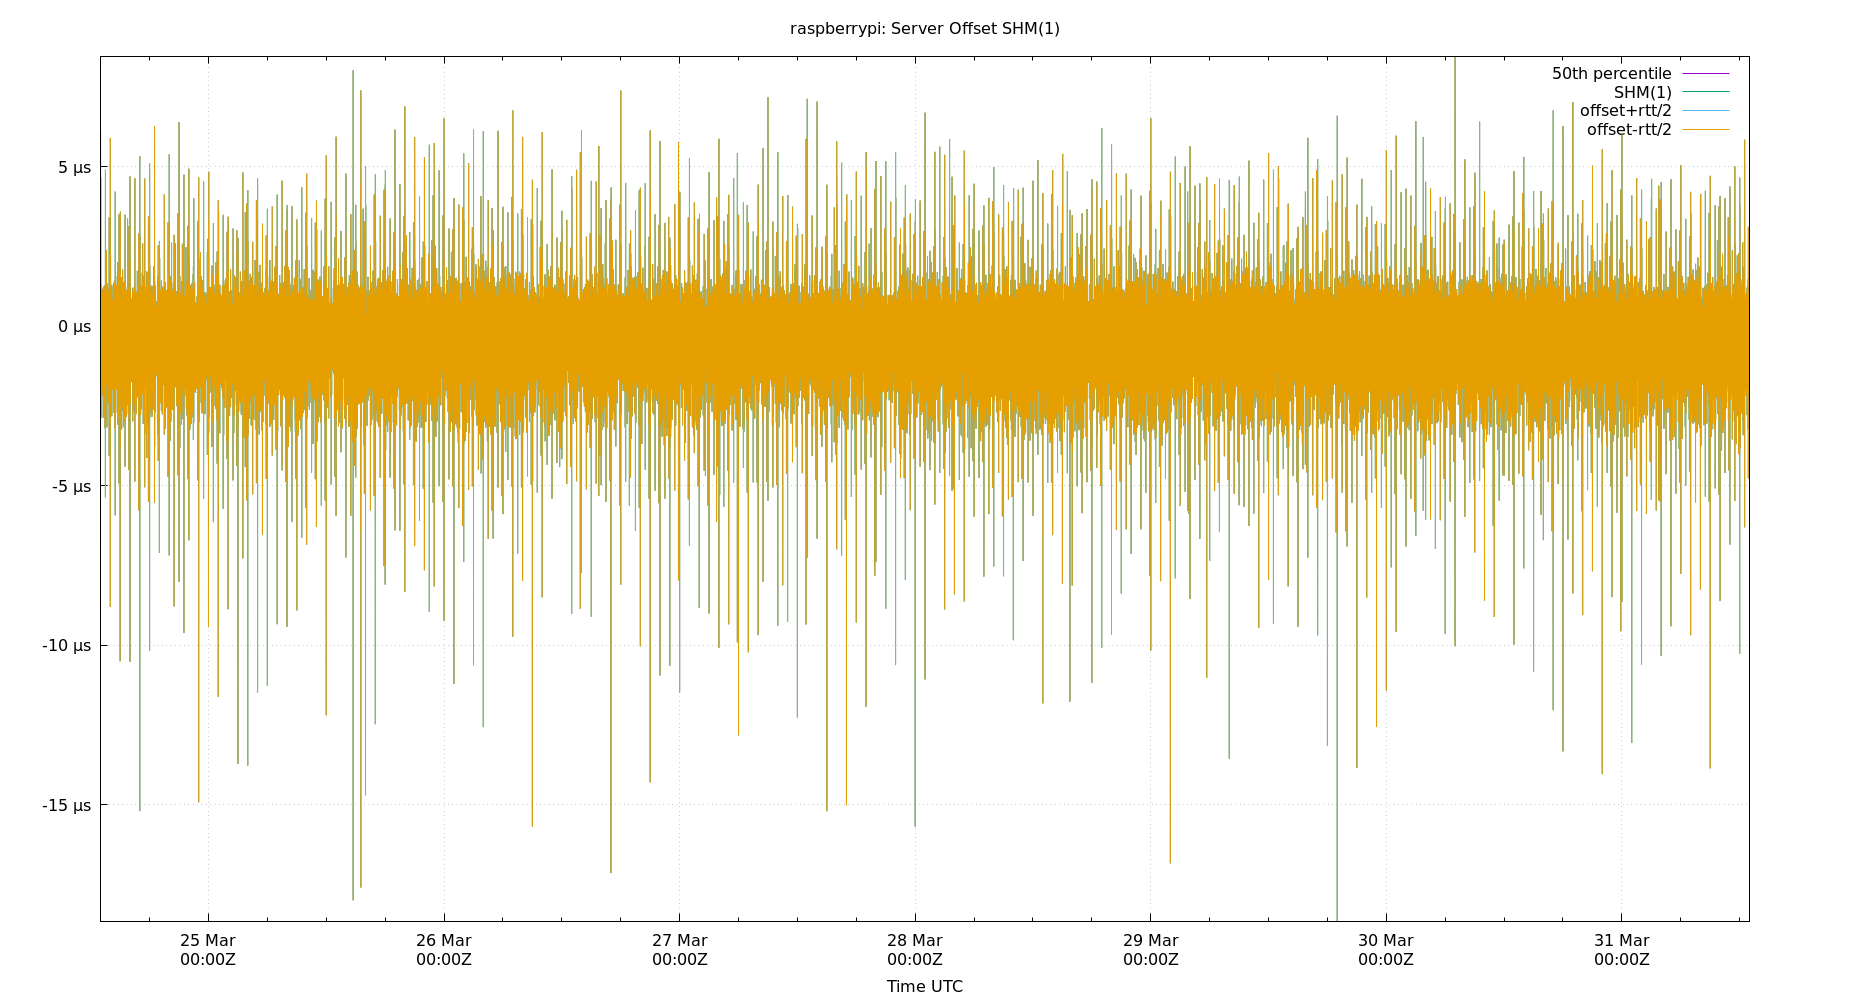 raspberrypi: Server Offset SHM(1)
50th percentile
SHM(1)
offset+rtt/2
offset-rtt/2
5 µs
0 µs
-5 µs
-10 µs
-15 µs
25 Mar
00:00Z
26 Mar
00:00Z
27 Mar
00:00Z
28 Mar
00:00Z
29 Mar
00:00Z
30 Mar
00:00Z
31 Mar
00:00Z
Time UTC